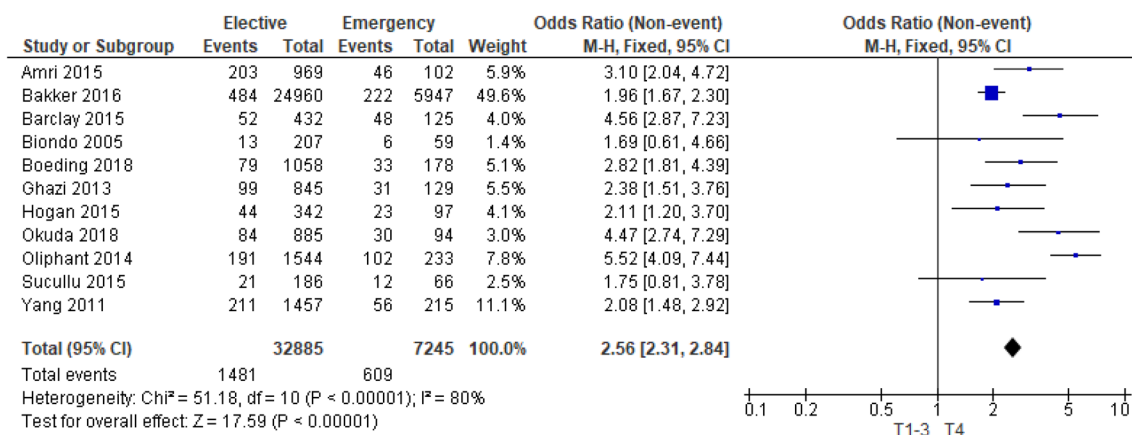 Elective Emergency Odds Ratio (Non-event) Odds Ratio (Non-event)
Study or Subgroup Events Total Events Total Weight M-H, Fixed, 95% CI M-H, Fixed, 95% CI
Amri 2015 203 969 46 102 5.9% 3.10 [2.04, 4.72]
Bakker 2016 484 24960 222 5947 49.6% 1.96 [1.67, 2.30]
Barclay 2015 52 432 48 125 4.0% 4.56 [2.87, 7.23]
Biondo 2005 13 207 6 59 1.4% 1.69 [0.61, 4.66]
Boeding 2018 79 1058 33 178 5.1% 2.82 [1.81, 4.39]
Ghazi 2013 99 845 31 129 5.5% 2.38 [1.51, 3.76]
Hogan 2015 44 342 23 97 4.1% 2.11 [1.20, 3.70]
Okuda 2018 84 885 30 94 3.0% 4.47 [2.74, 7.29]
Oliphant 2014 191 1544 102 233 7.8% 5.52 [4.09, 7.44]
Sucullu 2015 21 186 12 66 2.5% 1.75 [0.81, 3.78]
Yang 2011 211 1457 56 215 11.1% 2.08 [1.48, 2.92]
Total (95% CI) 32885 7245 100.0% 2.56 [2.31, 2.84]
Total events 1481 609
Heterogeneity: Chi² = 51.18, df = 10 (P < 0.00001); I² = 80%
Test for overall effect: Z = 17.59 (P < 0.00001)
0.1 0.2 0.5 1 2 5 10
T1-3 T4